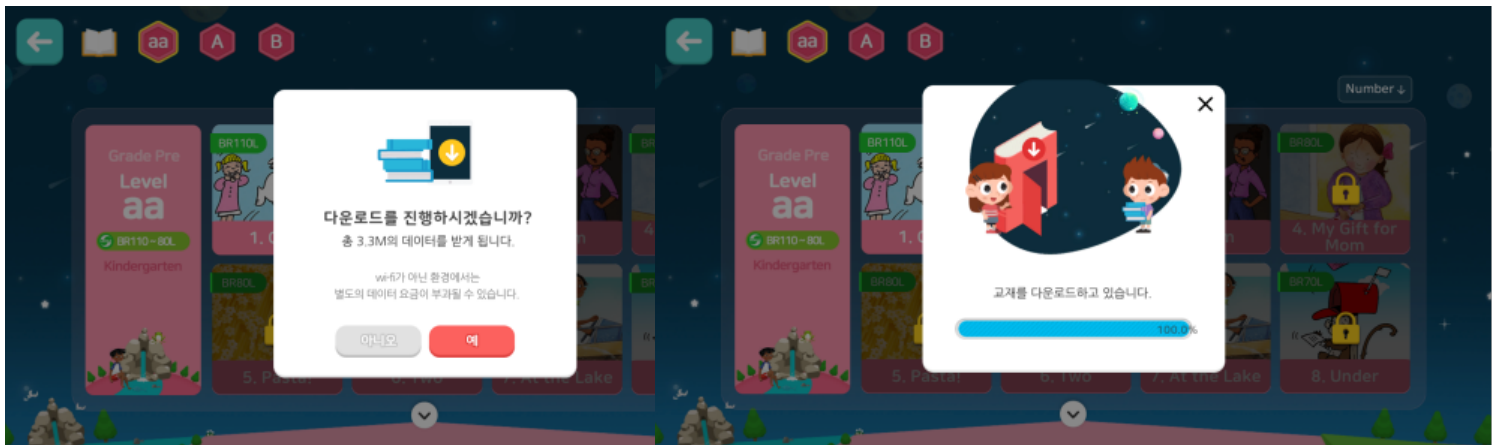 aa A B
BR110L
Grade Pre
Level
aa
BR110~80L
Kindergarten
1.
BR80L
5. Pasta!
6. Two
7. At the Lake
다운로드를 진행하시겠습니까?
총 3.3M의 데이터를 받게 됩니다.
wi-fi가 아닌 환경에서는
별도의 데이터 요금이 부과될 수 있습니다.
아니오
예
aa A B
Number ↓
BR110L
BR80L
Grade Pre
Level
aa
BR110~80L
Kindergarten
1.
4. My Gift for
Mom
BR80L
BR70L
5. Pasta!
6. Two
7. At the Lake
8. Under
교재를 다운로드하고 있습니다.
100.0%